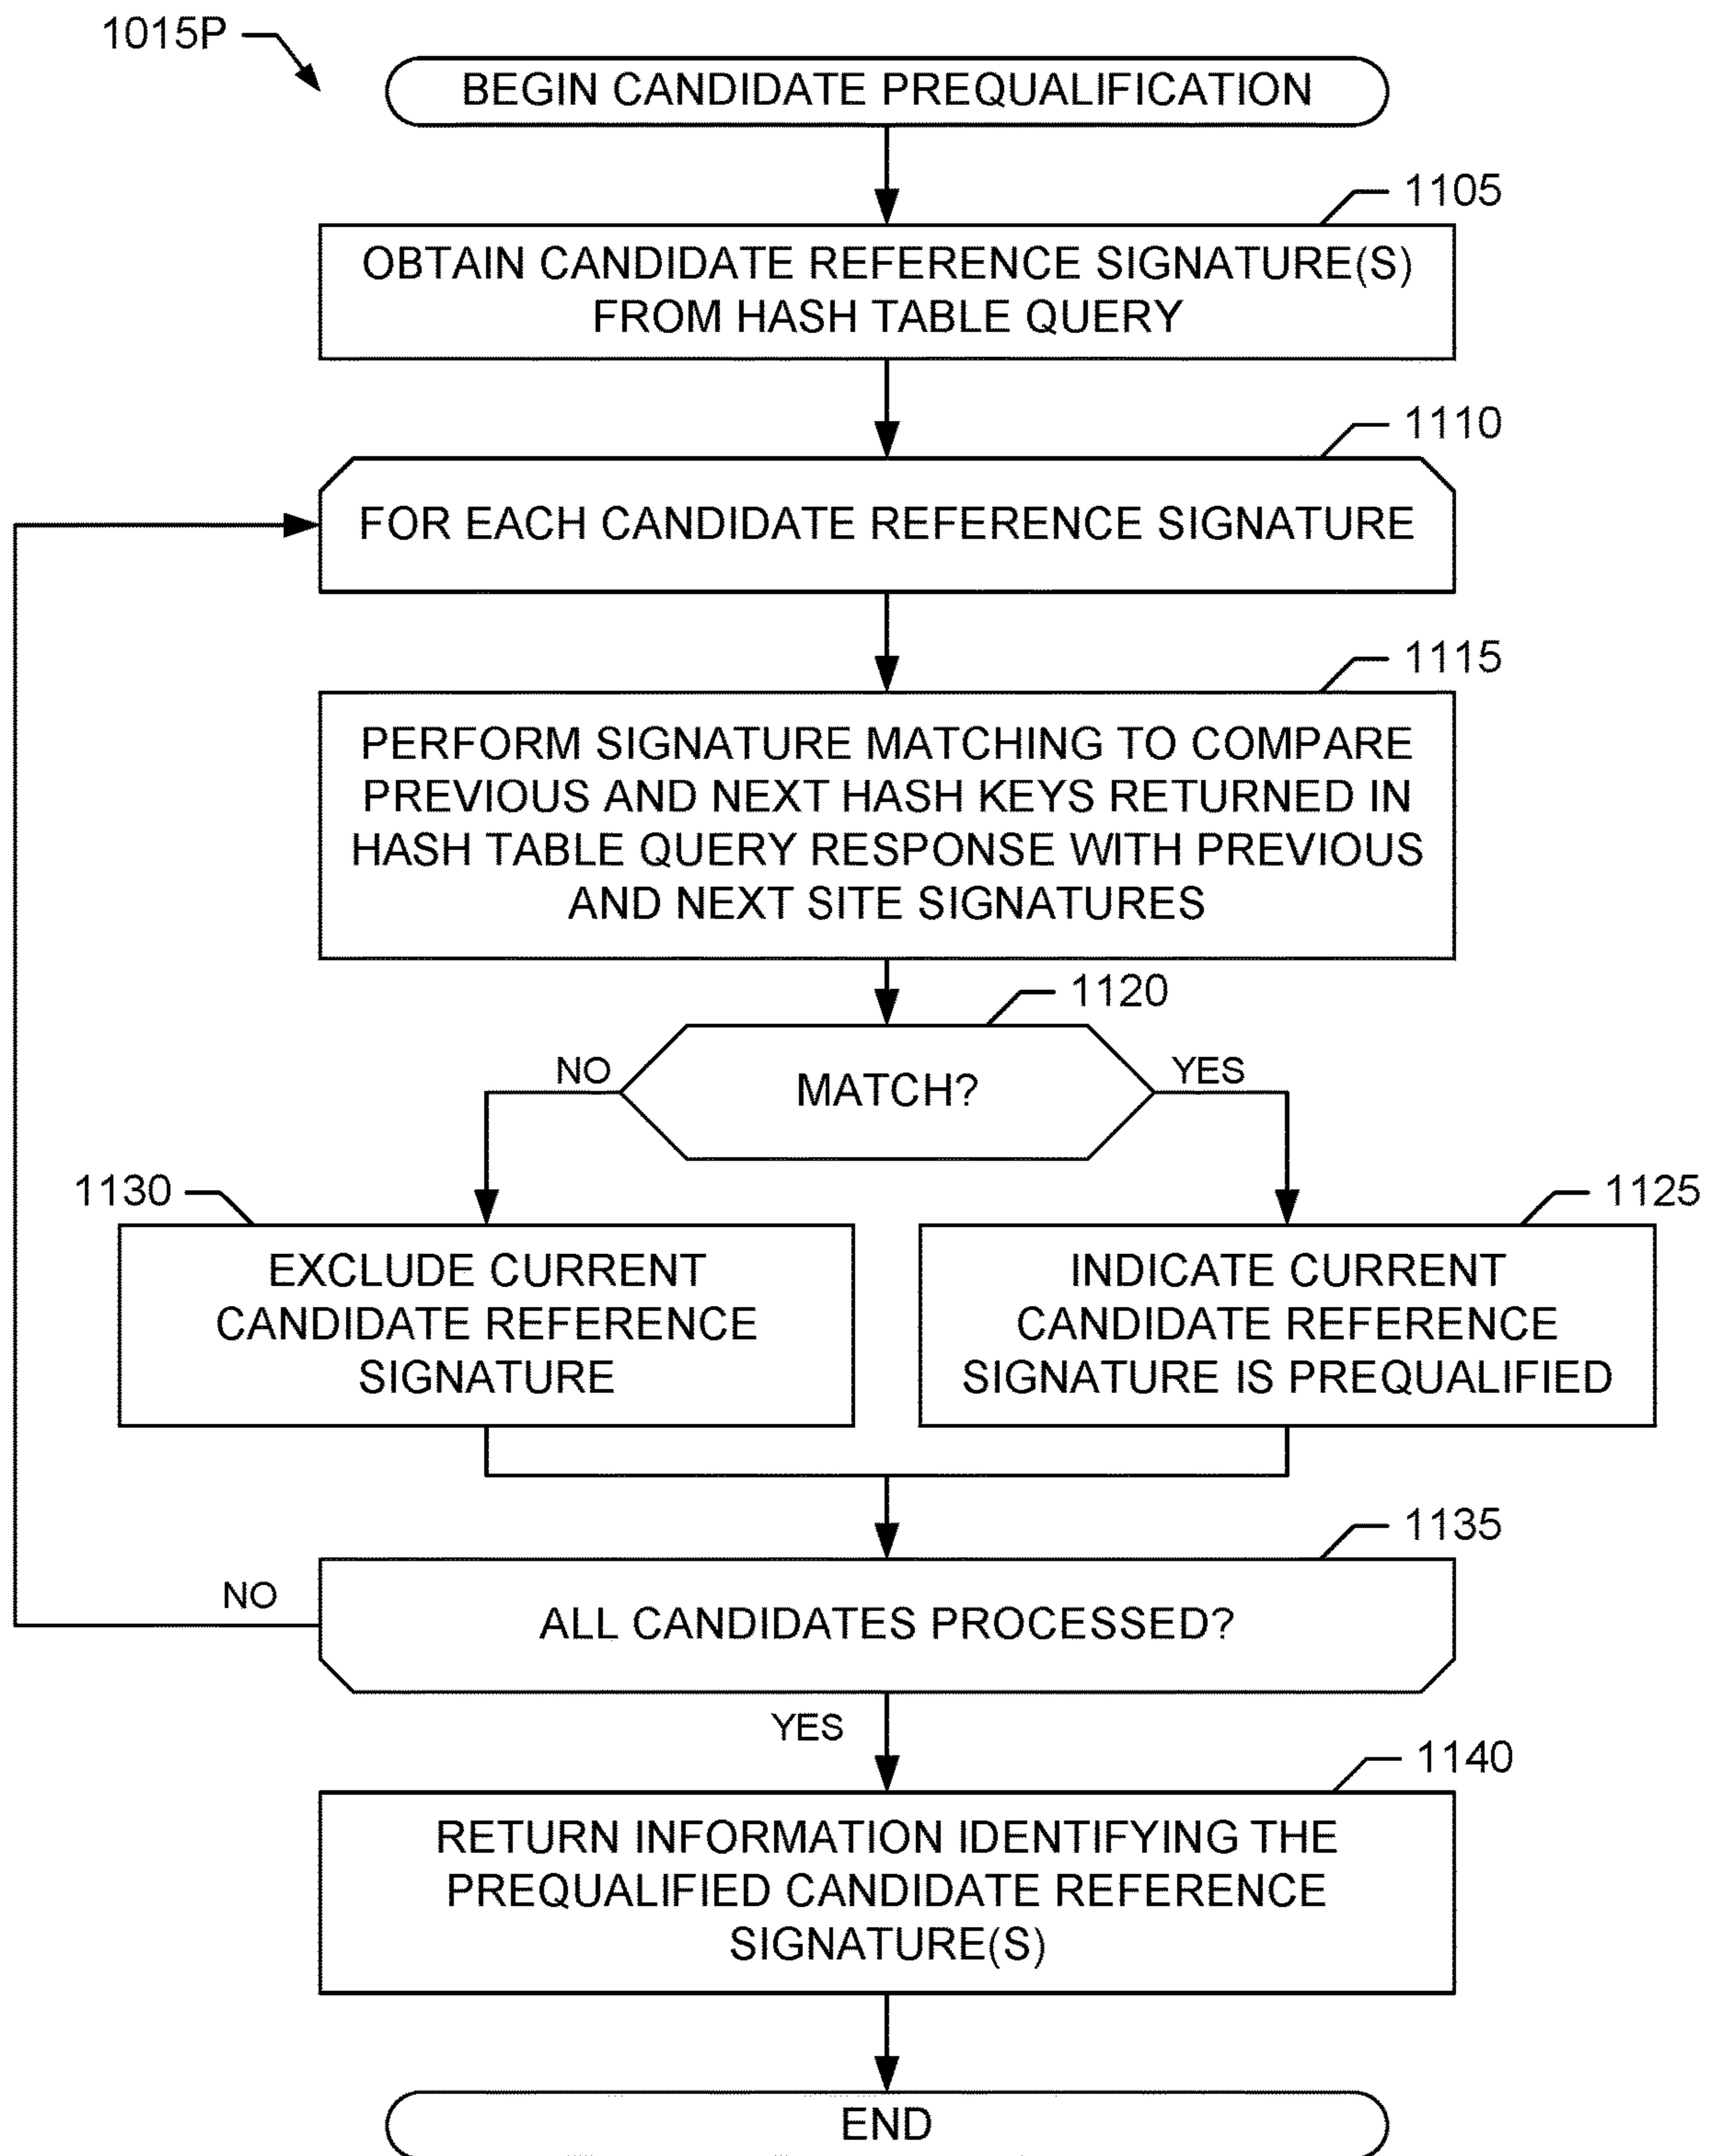 1015P
BEGIN CANDIDATE PREQUALIFICATION
1105
OBTAIN CANDIDATE REFERENCE SIGNATURE(S)
FROM HASH TABLE QUERY
1110
FOR EACH CANDIDATE REFERENCE SIGNATURE
1115
PERFORM SIGNATURE MATCHING TO COMPARE
PREVIOUS AND NEXT HASH KEYS RETURNED IN
HASH TABLE QUERY RESPONSE WITH PREVIOUS
AND NEXT SITE SIGNATURES
1120
NO
MATCH?
YES
1130
EXCLUDE CURRENT
CANDIDATE REFERENCE
SIGNATURE
1125
INDICATE CURRENT
CANDIDATE REFERENCE
SIGNATURE IS PREQUALIFIED
1135
NO
ALL CANDIDATES PROCESSED?
YES
1140
RETURN INFORMATION IDENTIFYING THE
PREQUALIFIED CANDIDATE REFERENCE
SIGNATURE(S)
END